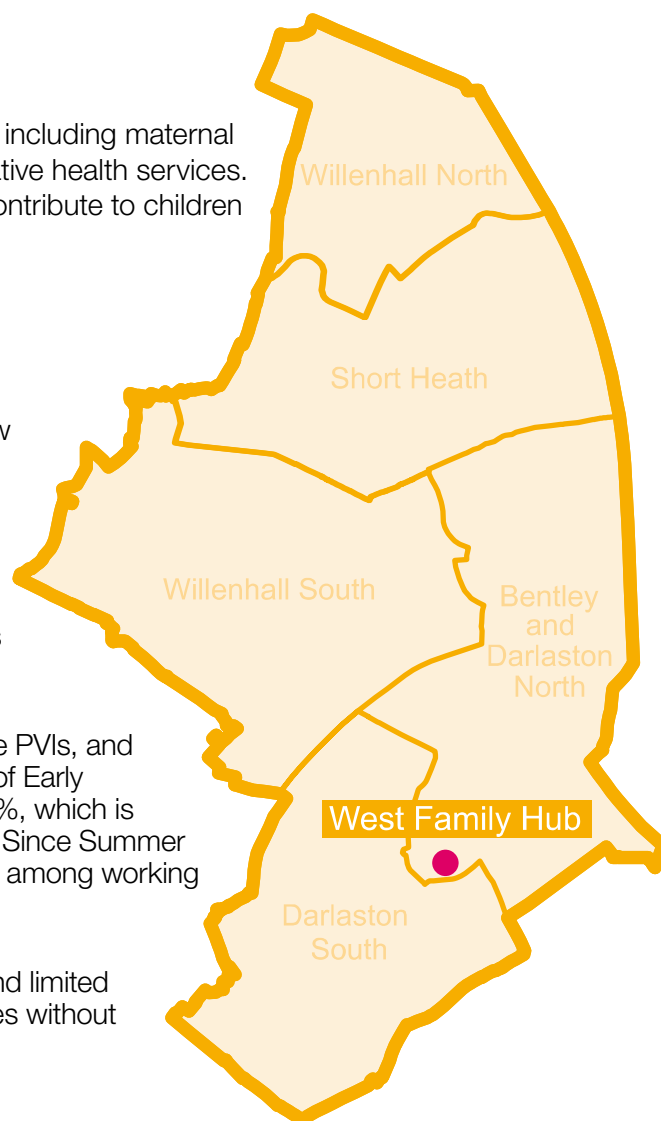 including maternal
ative health services.
ontribute to children
Willenhall North
Short Heath
w
Willenhall South
Bentley
and
Darlaston
North
s
e PVIs, and
of Early
%, which is
Since Summer
among working
West Family Hub
Darlaston
South
nd limited
es without